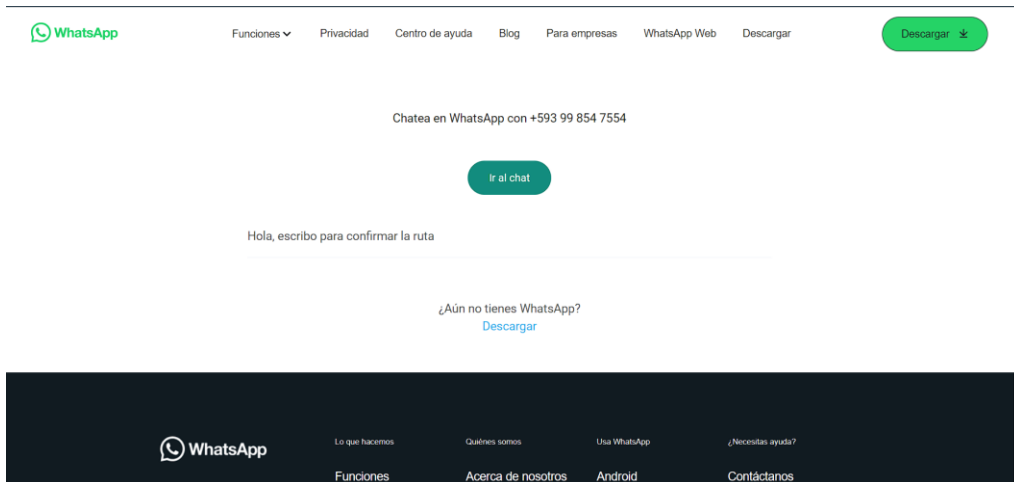 WhatsApp
Funciones Privacidad Centro de ayuda Blog Para empresas WhatsApp Web Descargar Descargar
Chatea en WhatsApp con +593 99 854 7554
Ir al chat
Hola, escribo para confirmar la ruta
¿Aún no tienes WhatsApp?
Descargar
WhatsApp
Lo que hacemos Quiénes somos Usa WhatsApp ¿Necesitas ayuda?
Funciones Acerca de nosotros Android Contáctanos